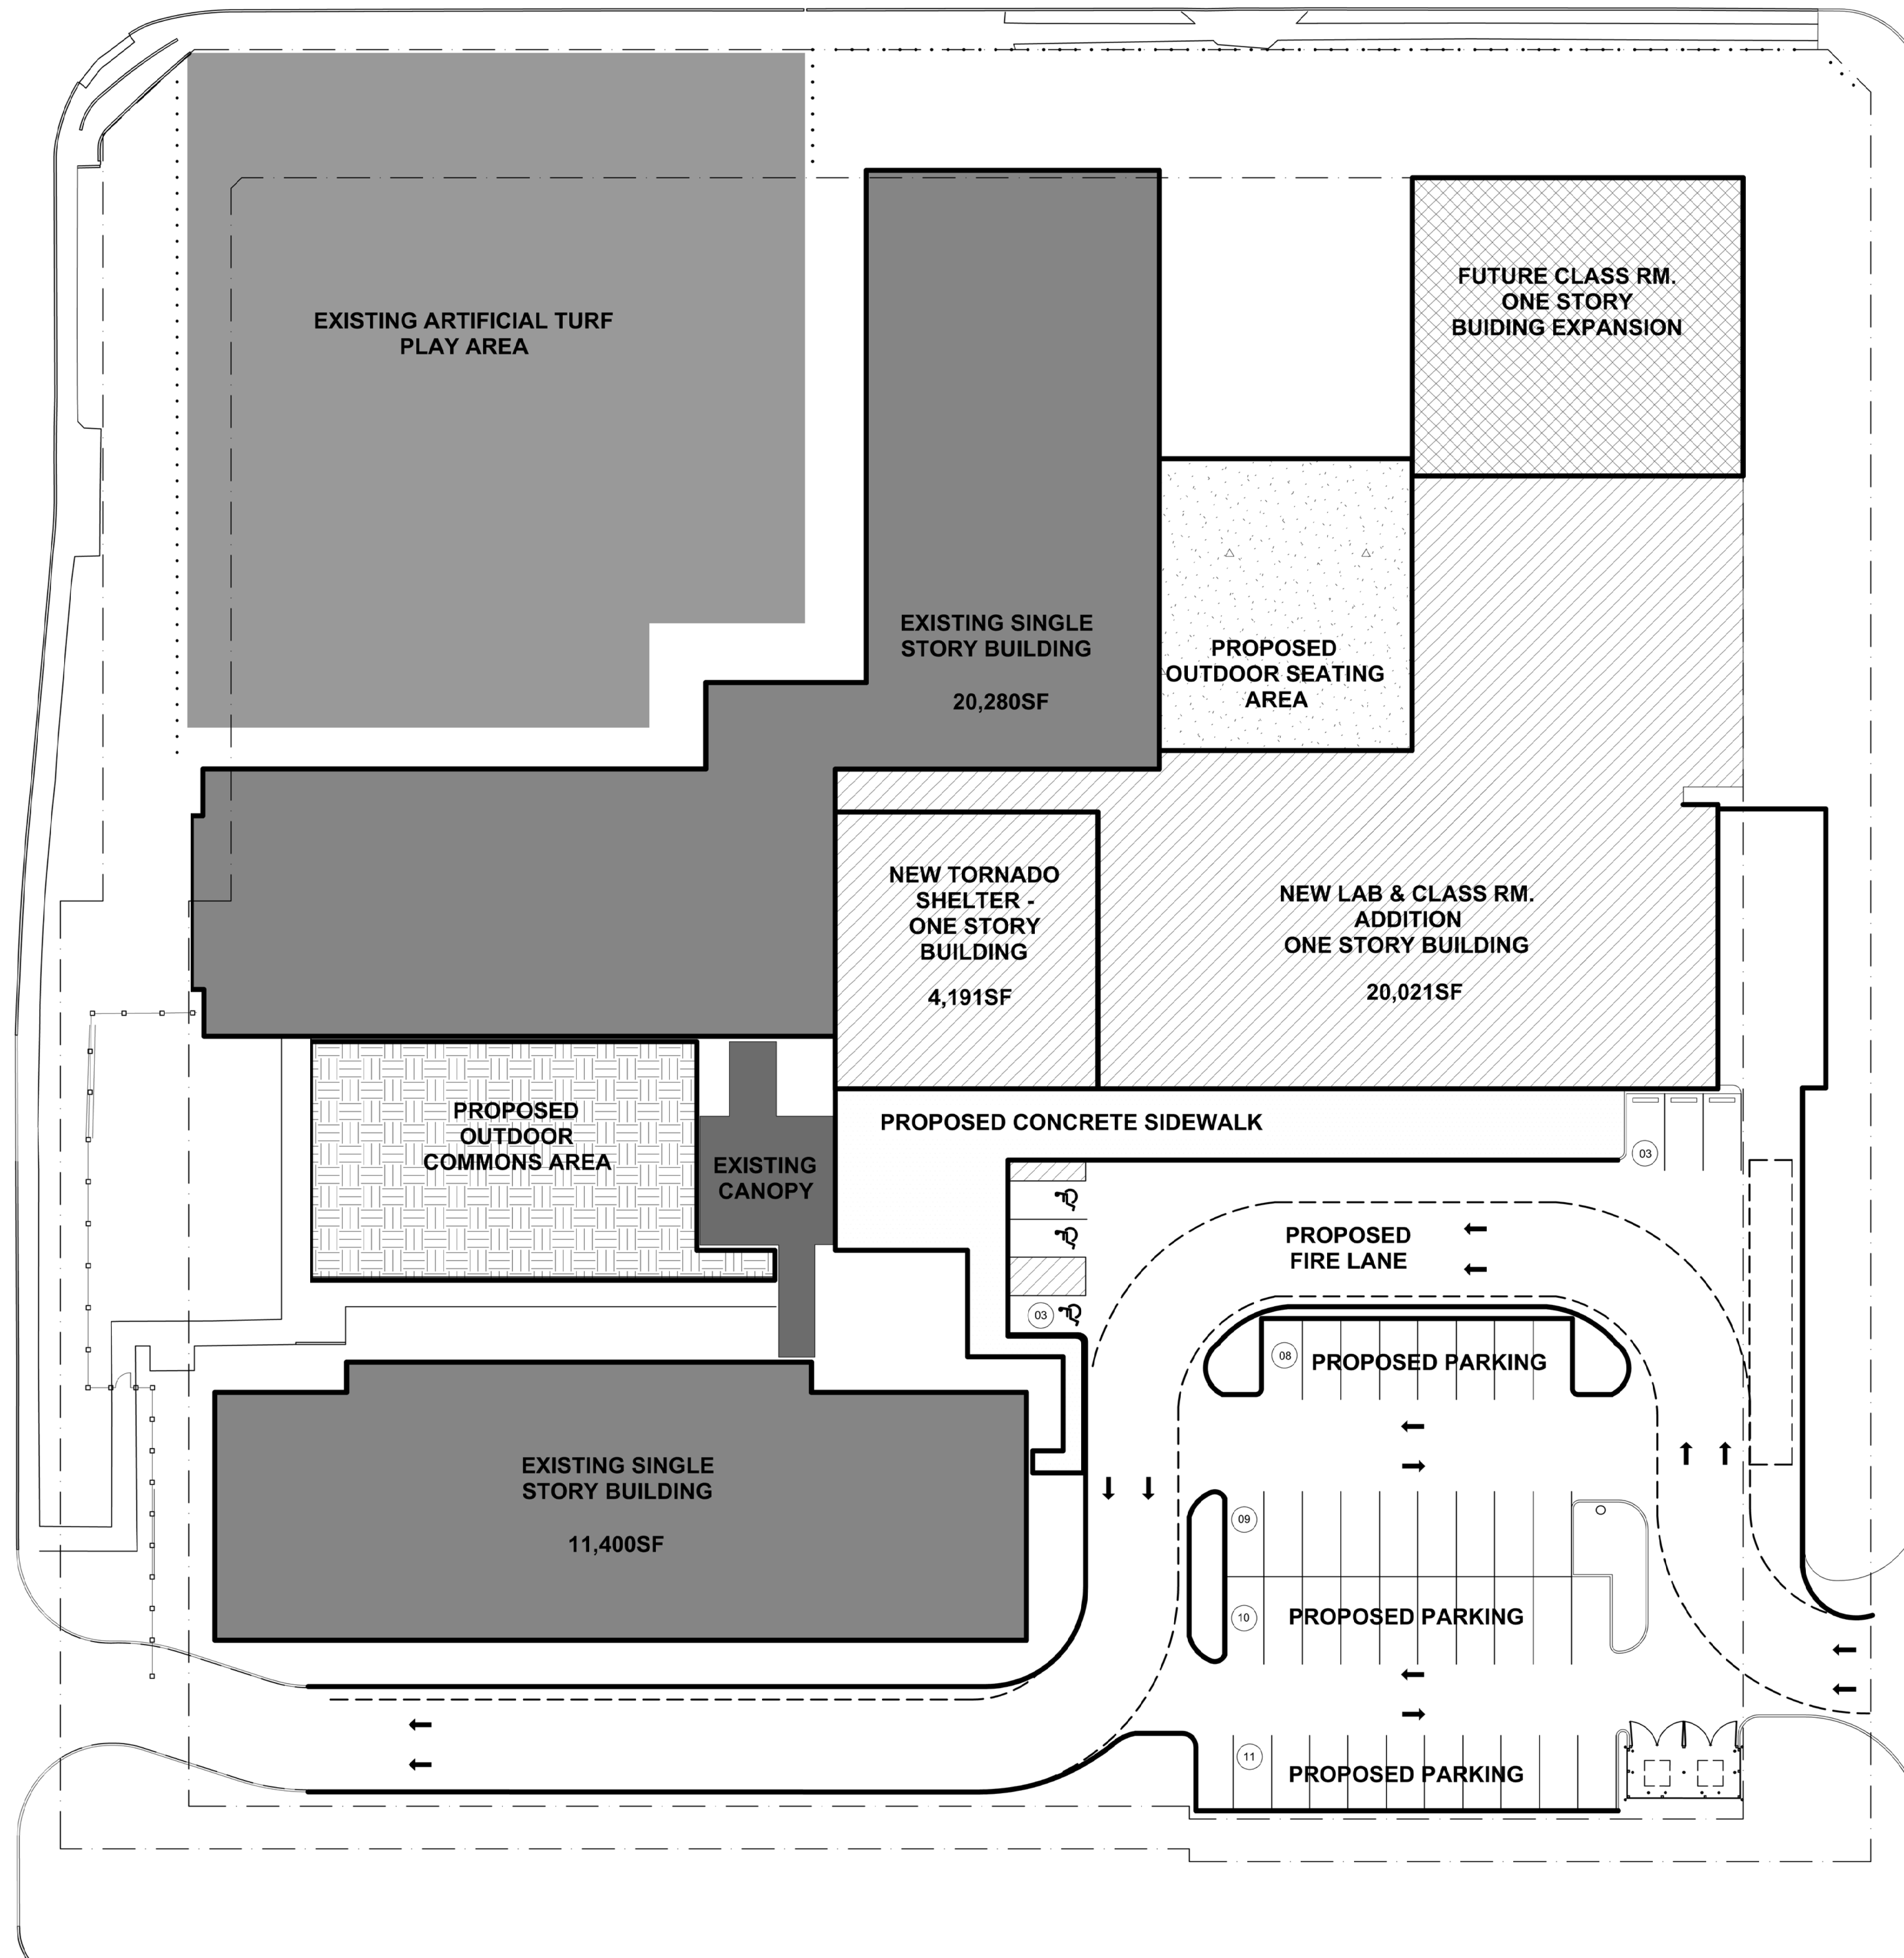 EXISTING ARTIFICIAL TURF
PLAY AREA
FUTURE CLASS RM.
ONE STORY
BUIDING EXPANSION
EXISTING SINGLE
STORY BUILDING
20,280SF
PROPOSED
OUTDOOR SEATING
AREA
NEW TORNADO
SHELTER -
ONE STORY
BUILDING
4,191SF
NEW LAB & CLASS RM.
ADDITION
ONE STORY BUILDING
20,021SF
PROPOSED
OUTDOOR
COMMONS AREA
EXISTING
CANOPY
PROPOSED CONCRETE SIDEWALK
03
PROPOSED
FIRE LANE
03
08
PROPOSED PARKING
EXISTING SINGLE
STORY BUILDING
11,400SF
09
10
PROPOSED PARKING
11
PROPOSED PARKING